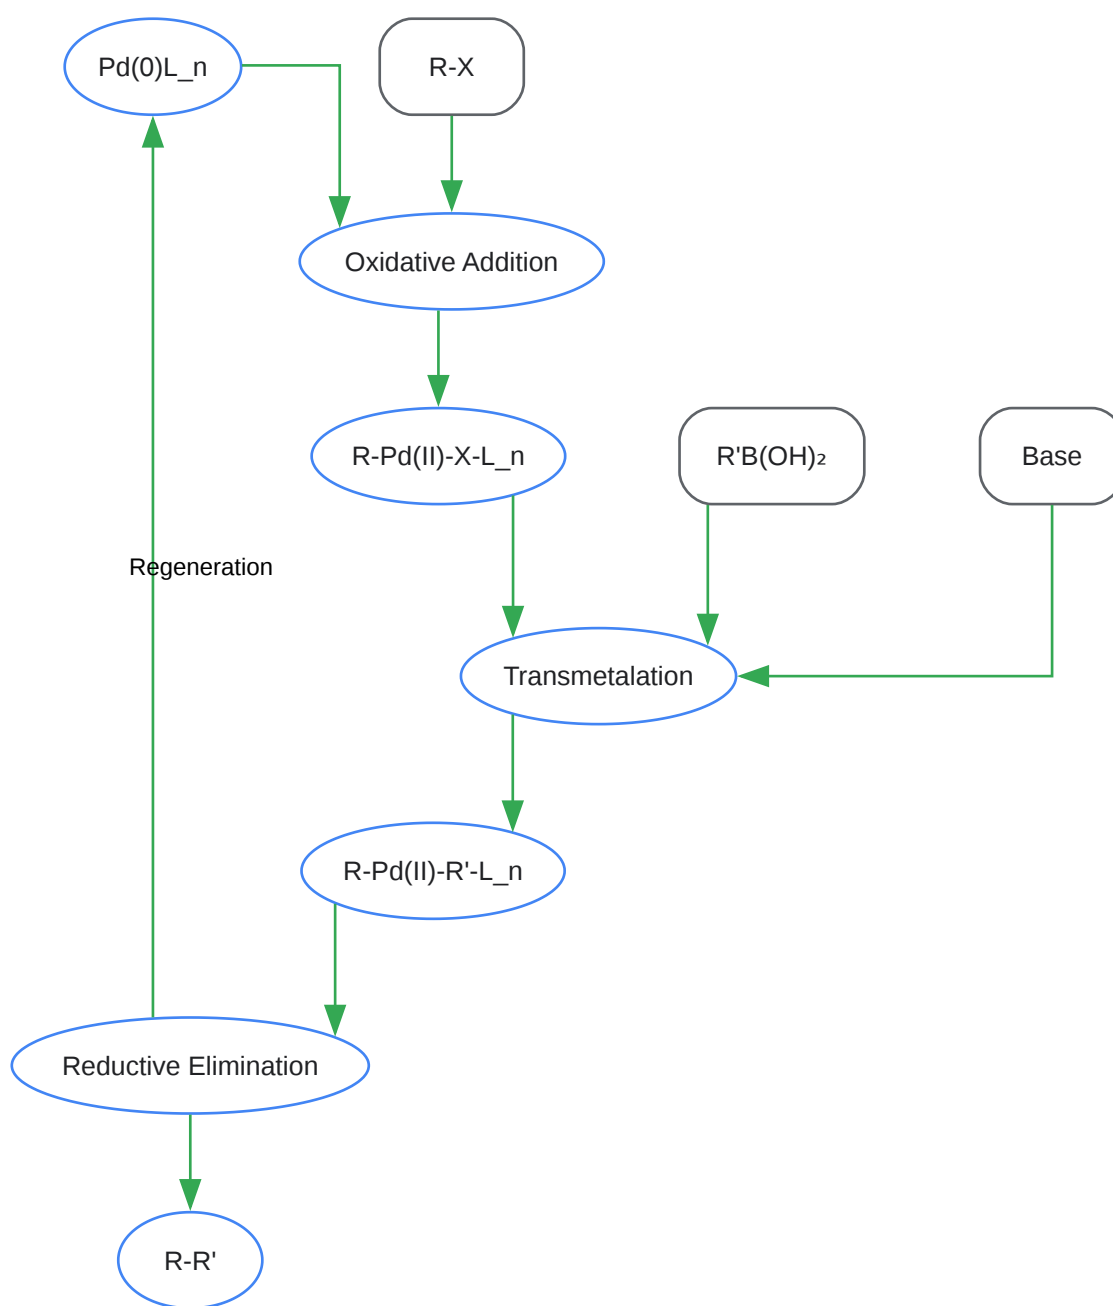 Pd(0)L_n
R-X
Oxidative Addition
R-Pd(II)-X-L_n
R'B(OH)₂
Base
Regeneration
Transmetalation
R-Pd(II)-R'-L_n
Reductive Elimination
R-R'